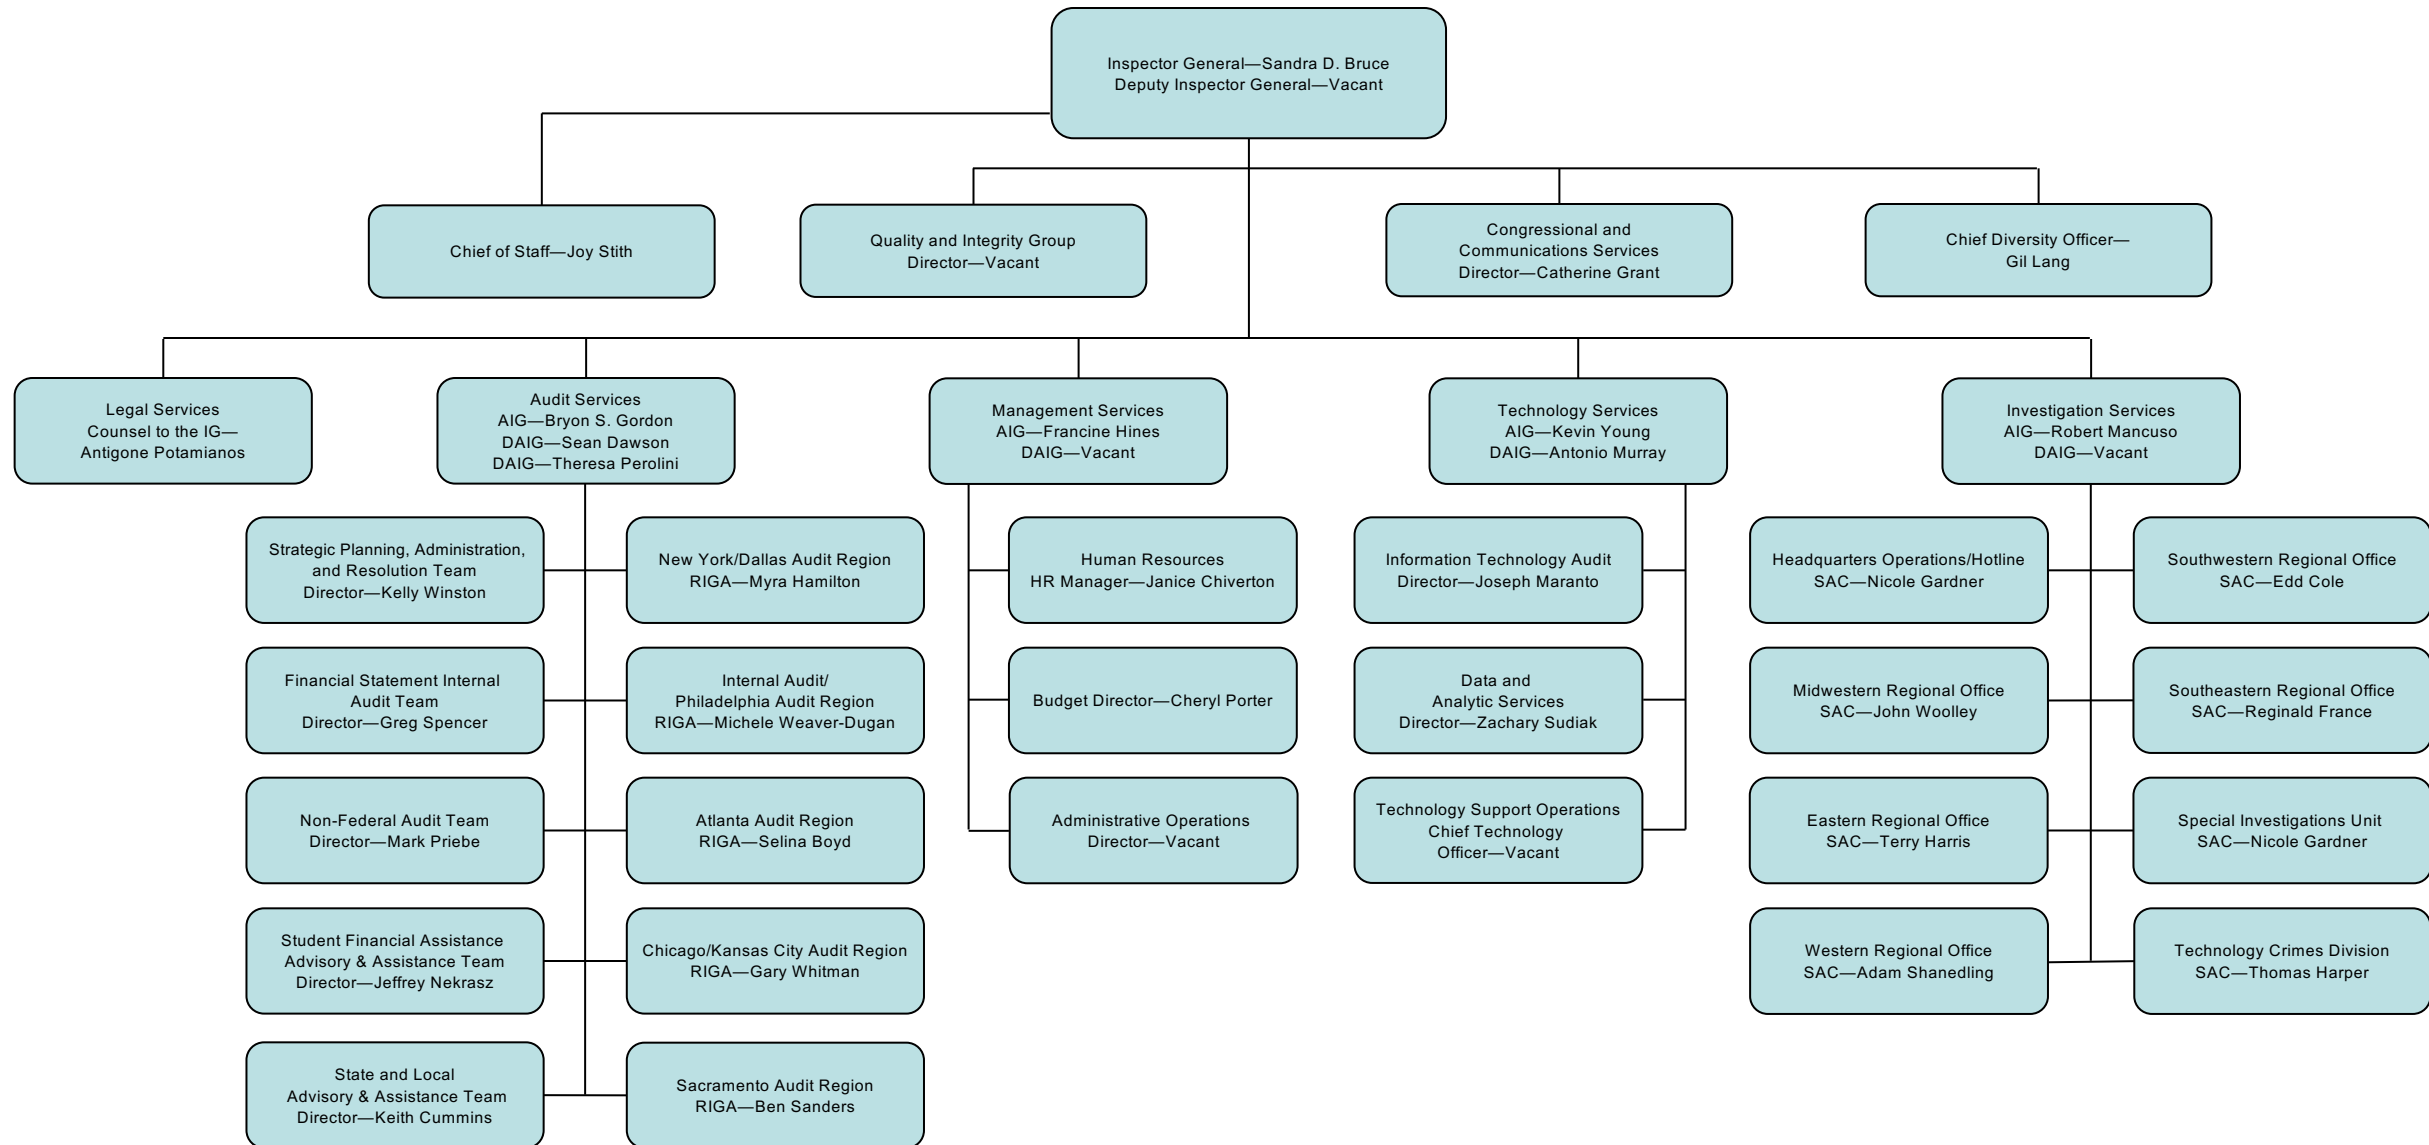 Inspector General—Sandra D. Bruce
Deputy Inspector General—Vacant
Chief of Staff—Joy Stith
Quality and Integrity Group
Director—Vacant
Congressional and
Communications Services
Director—Catherine Grant
Chief Diversity Officer—
Gil Lang
Legal Services
Counsel to the IG—
Antigone Potamianos
Audit Services
AIG—Bryon S. Gordon
DAIG—Sean Dawson
DAIG—Theresa Perolini
Management Services
AIG—Francine Hines
DAIG—Vacant
Technology Services
AIG—Kevin Young
DAIG—Antonio Murray
Investigation Services
AIG—Robert Mancuso
DAIG—Vacant
Strategic Planning, Administration,
and Resolution Team
Director—Kelly Winston
New York/Dallas Audit Region
RIGA—Myra Hamilton
Human Resources
HR Manager—Janice Chiverton
Information Technology Audit
Director—Joseph Maranto
Headquarters Operations/Hotline
SAC—Nicole Gardner
Southwestern Regional Office
SAC—Edd Cole
Financial Statement Internal
Audit Team
Director—Greg Spencer
Internal Audit/
Philadelphia Audit Region
RIGA—Michele Weaver-Dugan
Budget Director—Cheryl Porter
Data and
Analytic Services
Director—Zachary Sudiak
Midwestern Regional Office
SAC—John Woolley
Southeastern Regional Office
SAC—Reginald France
Non-Federal Audit Team
Director—Mark Priebe
Atlanta Audit Region
RIGA—Selina Boyd
Administrative Operations
Director—Vacant
Technology Support Operations
Chief Technology
Officer—Vacant
Eastern Regional Office
SAC—Terry Harris
Special Investigations Unit
SAC—Nicole Gardner
Student Financial Assistance
Advisory & Assistance Team
Director—Jeffrey Nekrasz
Chicago/Kansas City Audit Region
RIGA—Gary Whitman
Western Regional Office
SAC—Adam Shanedling
Technology Crimes Division
SAC—Thomas Harper
State and Local
Advisory & Assistance Team
Director—Keith Cummins
Sacramento Audit Region
RIGA—Ben Sanders